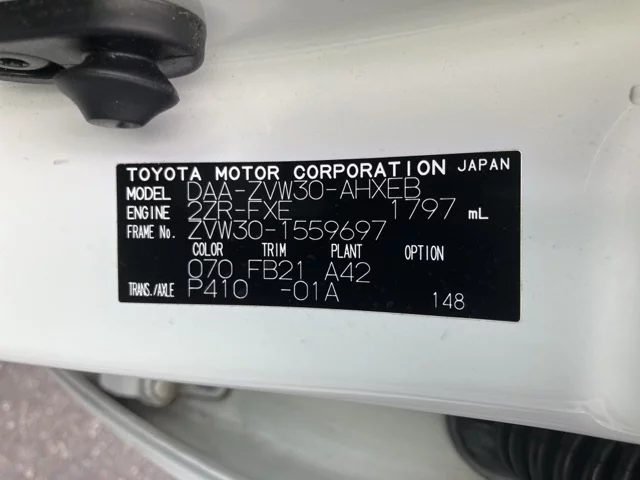 TOYOTA MOTOR CORPORATION JAPAN
MODEL DAA-ZVW30-AHXEB
ENGINE 2ZR-FXE 1797 mL
FRAME No. ZVW30-1559697
COLOR TRIM PLANT OPTION
070 FB21 A42
TRANS./AXLE P410 -01A 148